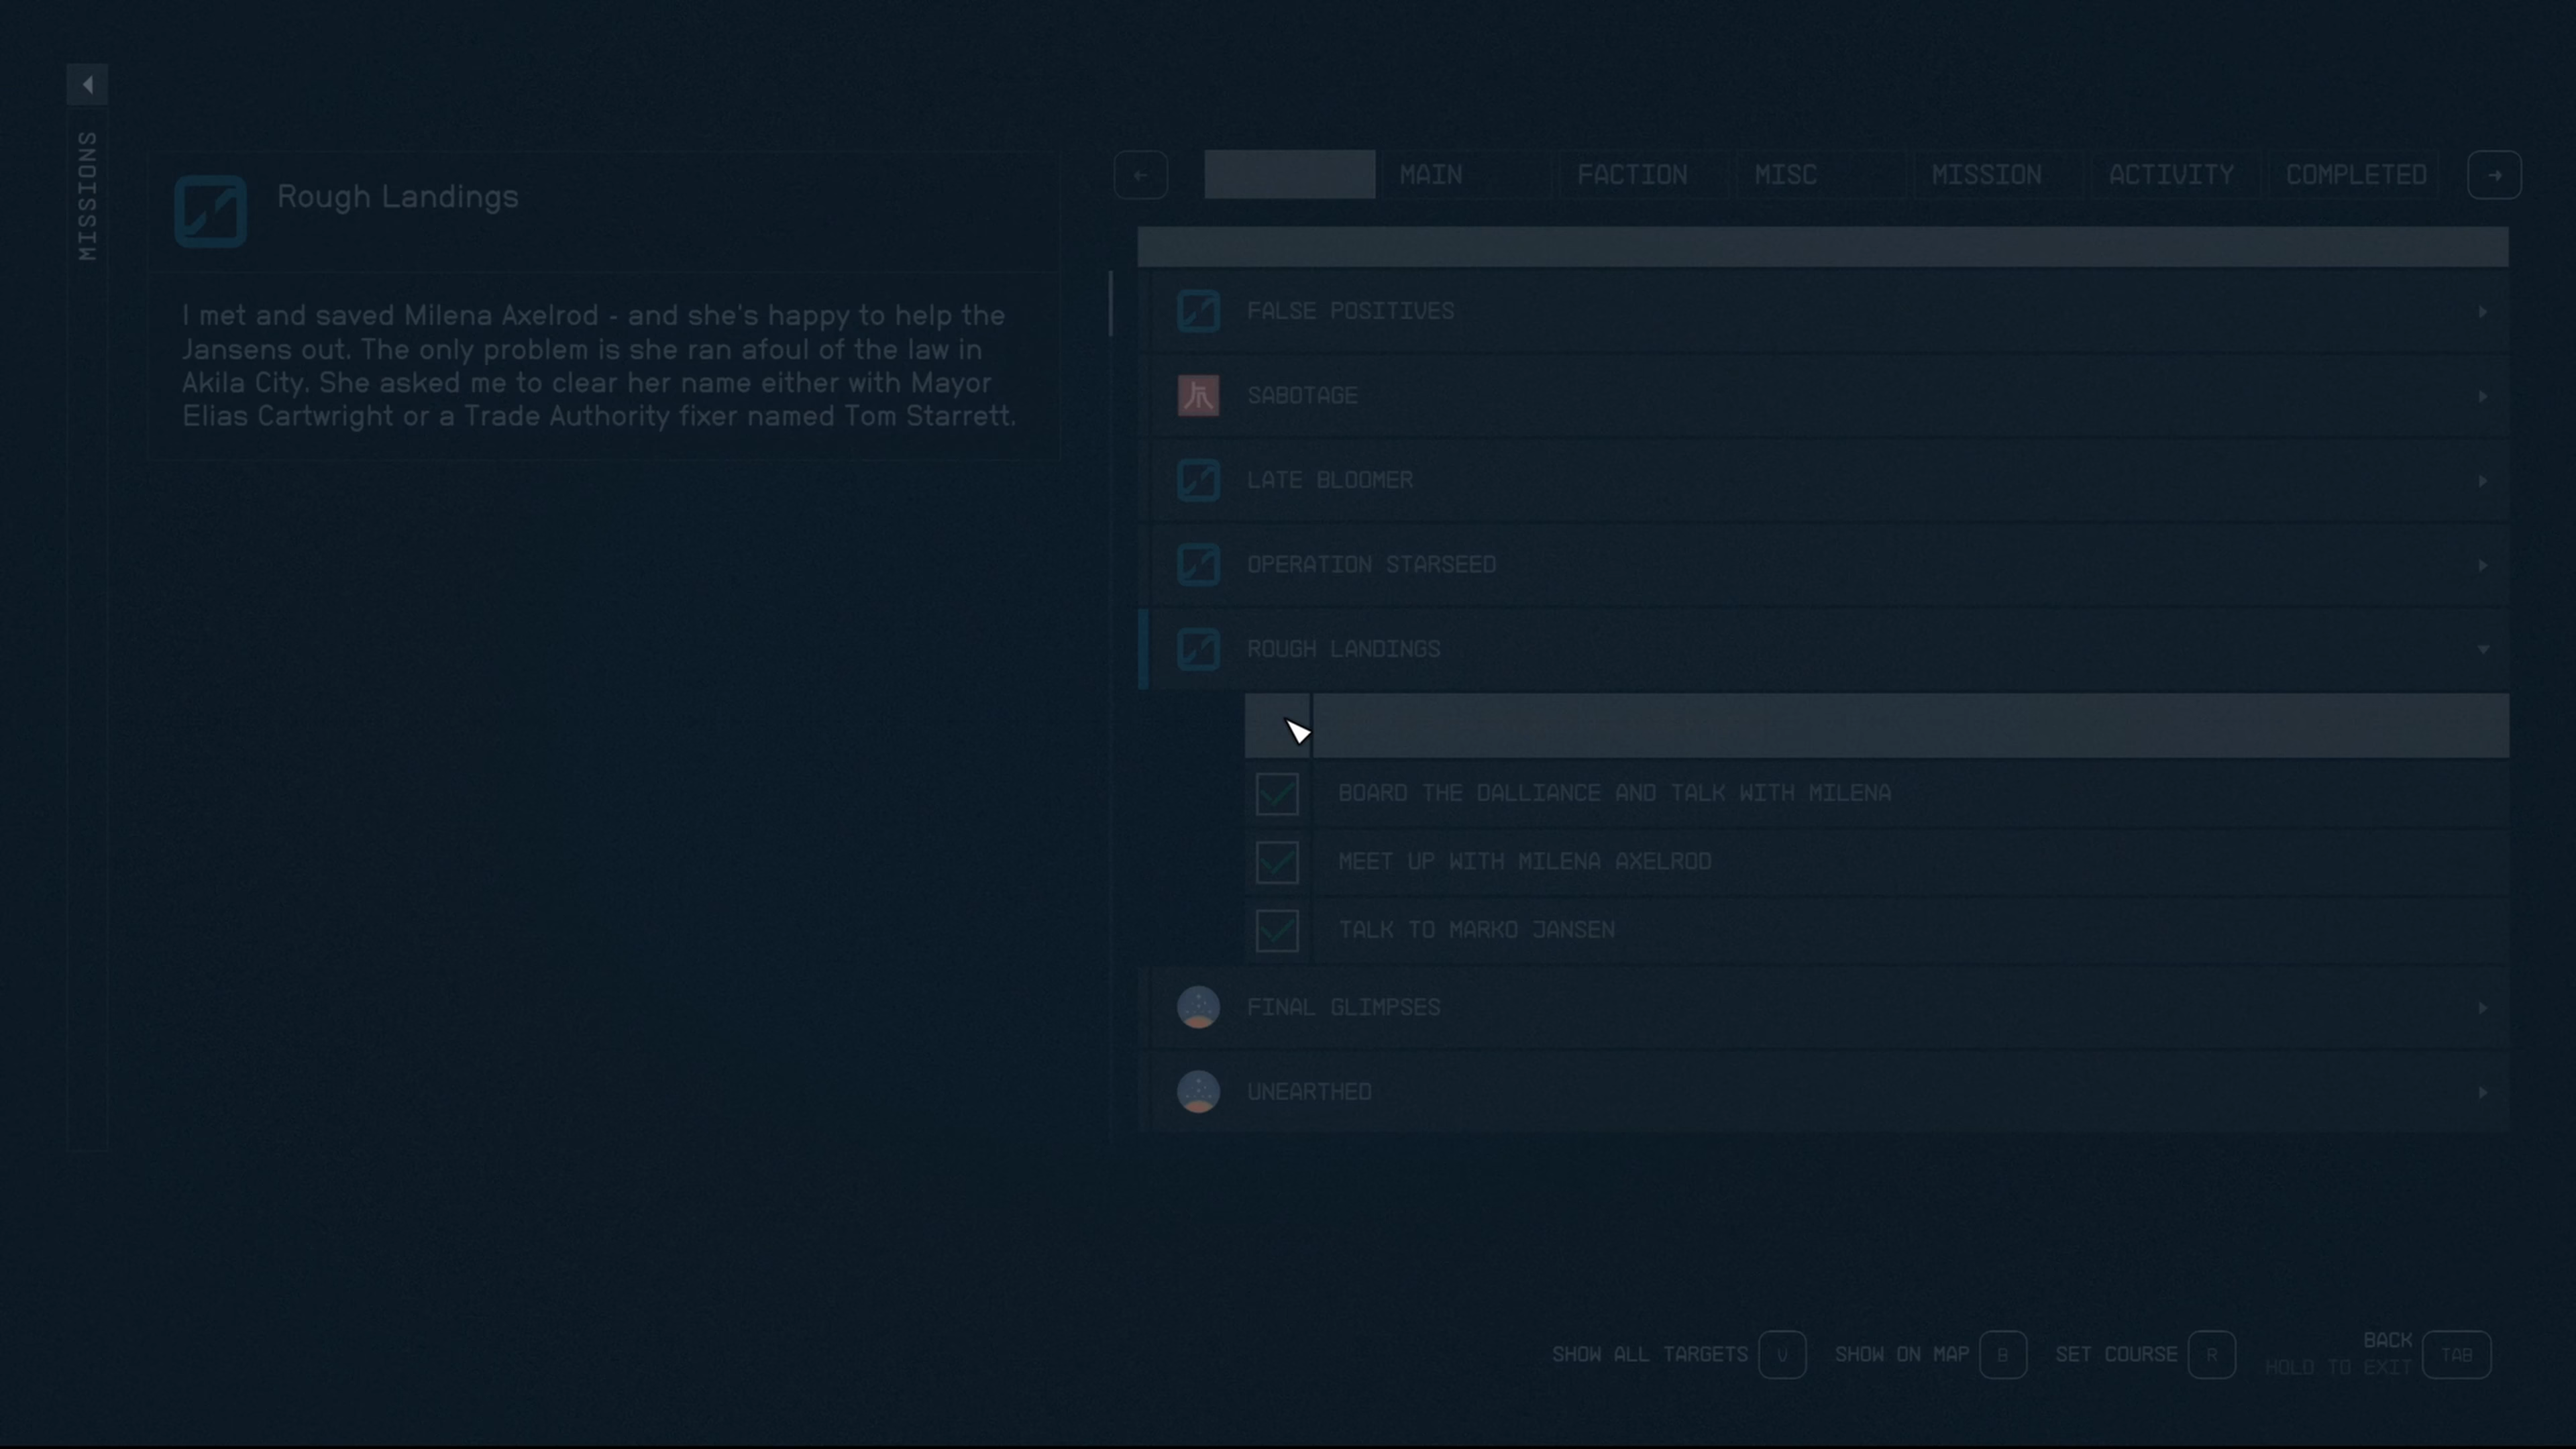 MISSIONS
Rough Landings
I met and saved Milena Axelrod - and she's happy to help the
Jansens out. The only problem is she ran afoul of the law in
Akila City. She asked me to clear her name either with Mayor
Elias Cartwright or a Trade Authority fixer named Tom Starrett.
MAIN FACTION MISC MISSION ACTIVITY COMPLETED
FALSE POSITIVES
SABOTAGE
LATE BLOOMER
OPERATION STARSEED
ROUGH LANDINGS
BOARD THE DALLIANCE AND TALK WITH MILENA
MEET UP WITH MILENA AXELROD
TALK TO MARKO JANSEN
FINAL GLIMPSES
UNEARTHED
SHOW ALL TARGETS V SHOW ON MAP B SET COURSE R BACK TAB
HOLD TO EXIT